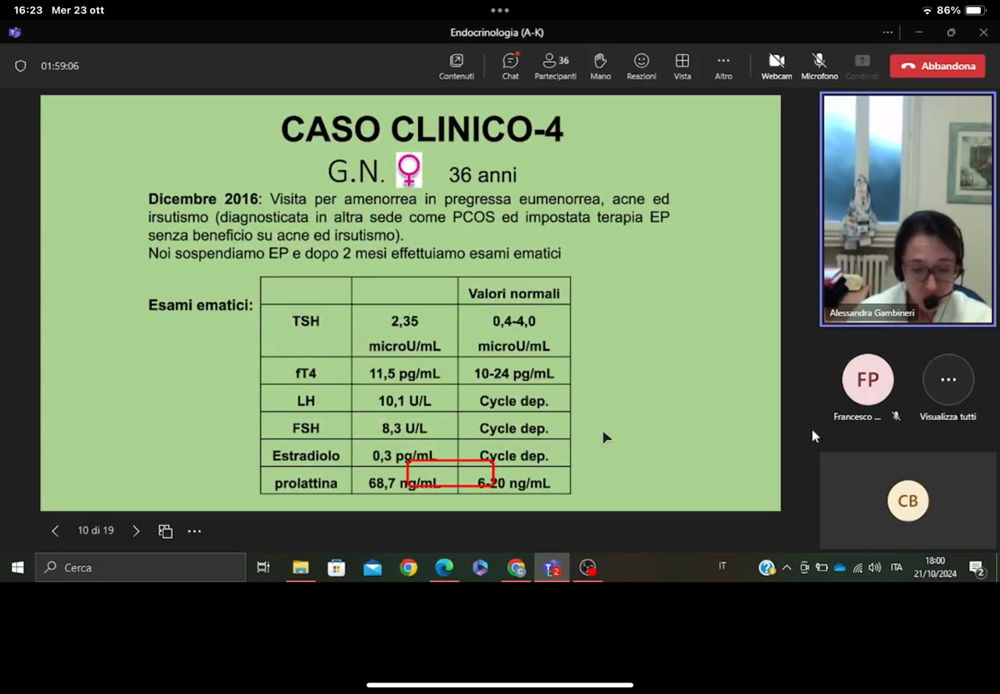 16:23 Mer 23 ott
86%
Endocrinologia (A-K)
01:59:06
Contenuti
Chat
36
Partecipanti
Mano
Reazioni
Vista
Altro
Webcam
Microfono
Condividi
Abbandona
CASO CLINICO-4
G.N. 36 anni
Dicembre 2016: Visita per amenorrea in pregressa eumenorrea, acne ed
irsutismo (diagnosticata in altra sede come PCOS ed impostata terapia EP
senza beneficio su acne ed irsutismo).
Noi sospendiamo EP e dopo 2 mesi effettuiamo esami ematici
Esami ematici:
Valori normali
TSH 2,35 0,4-4,0
microU/mL microU/mL
fT4 11,5 pg/mL 10-24 pg/mL
LH 10,1 U/L Cycle dep.
FSH 8,3 U/L Cycle dep.
Estradiolo 0,3 pg/mL Cycle dep.
prolattina 68,7 ng/mL 6-20 ng/mL
Alessandra Gambineri
FP
Francesco ...
Visualizza tutti
CB
10 di 19
Cerca
2
IT
ITA
18:00
21/10/2024
2